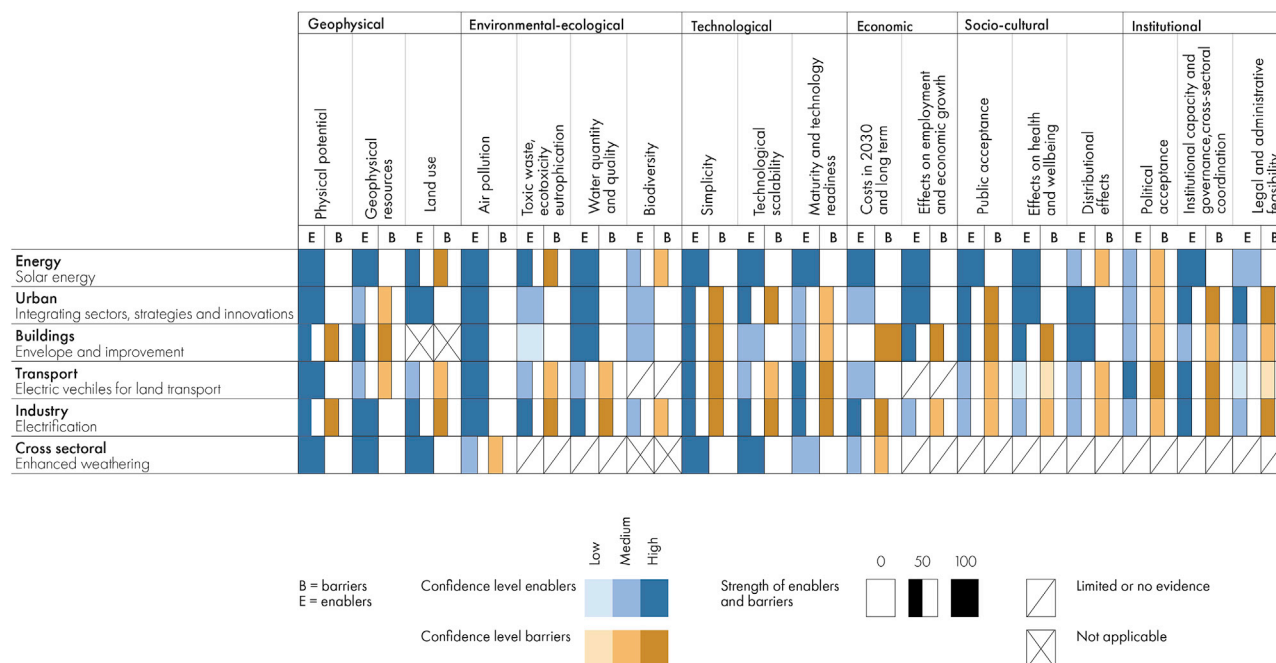 Geophysical
Environmental-ecological
Technological
Economic
Socio-cultural
Institutional
Physical potential
Geophysical
resources
Land use
Air pollution
Toxic waste,
ecotoxicity
eutrophication
Water quantity
and quality
Biodiversity
Simplicity
Technological
scalability
Maturity and technology
readiness
Costs in 2030
and long term
Effects on employment
and economic growth
Public acceptance
Effects on health
and wellbeing
Distributional
effects
Political
acceptance
Institutional capacity and
governance,cross-sectoral
coordination
Legal and administrative
feasibility
E B E B E B E B E B E B E B E B E B E B E B E B E B E B E B E B E B E B
Energy
Solar energy
Urban
Integrating sectors, strategies and innovations
Buildings
Envelope and improvement
Transport
Electric vechiles for land transport
Industry
Electrification
Cross sectoral
Enhanced weathering
Low
Medium
High
B = barriers
E = enablers
Confidence level enablers
Confidence level barriers
Strength of enablers
and barriers
0 50 100
Limited or no evidence
Not applicable